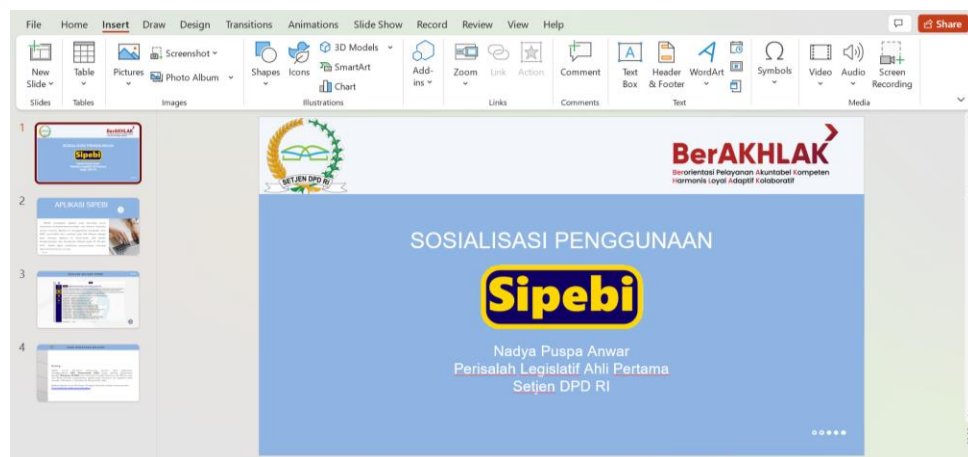 File Home Insert Draw Design Transitions Animations Slide Show Record Review View Help Share
New Slide
Table
Pictures
Screenshot
Photo Album
Shapes
Icons
3D Models
SmartArt
Chart
Add-ins
Zoom
Link
Action
Comment
Text Box
Header & Footer
WordArt
Symbols
Video
Audio
Screen Recording
Slides Tables Images Illustrations Links Comments Text Media
1
2
APLIKASI SIPEBI
3
4
SETJEN DPD RI
BerAKHLAK
Berorientasi Pelayanan Akuntabel Kompeten
Harmonis Loyal Adaptif Kolaboratif
SOSIALISASI PENGGUNAAN
Sipebi
Nadya Puspa Anwar
Perisalah Legislatif Ahli Pertama
Setjen DPD RI